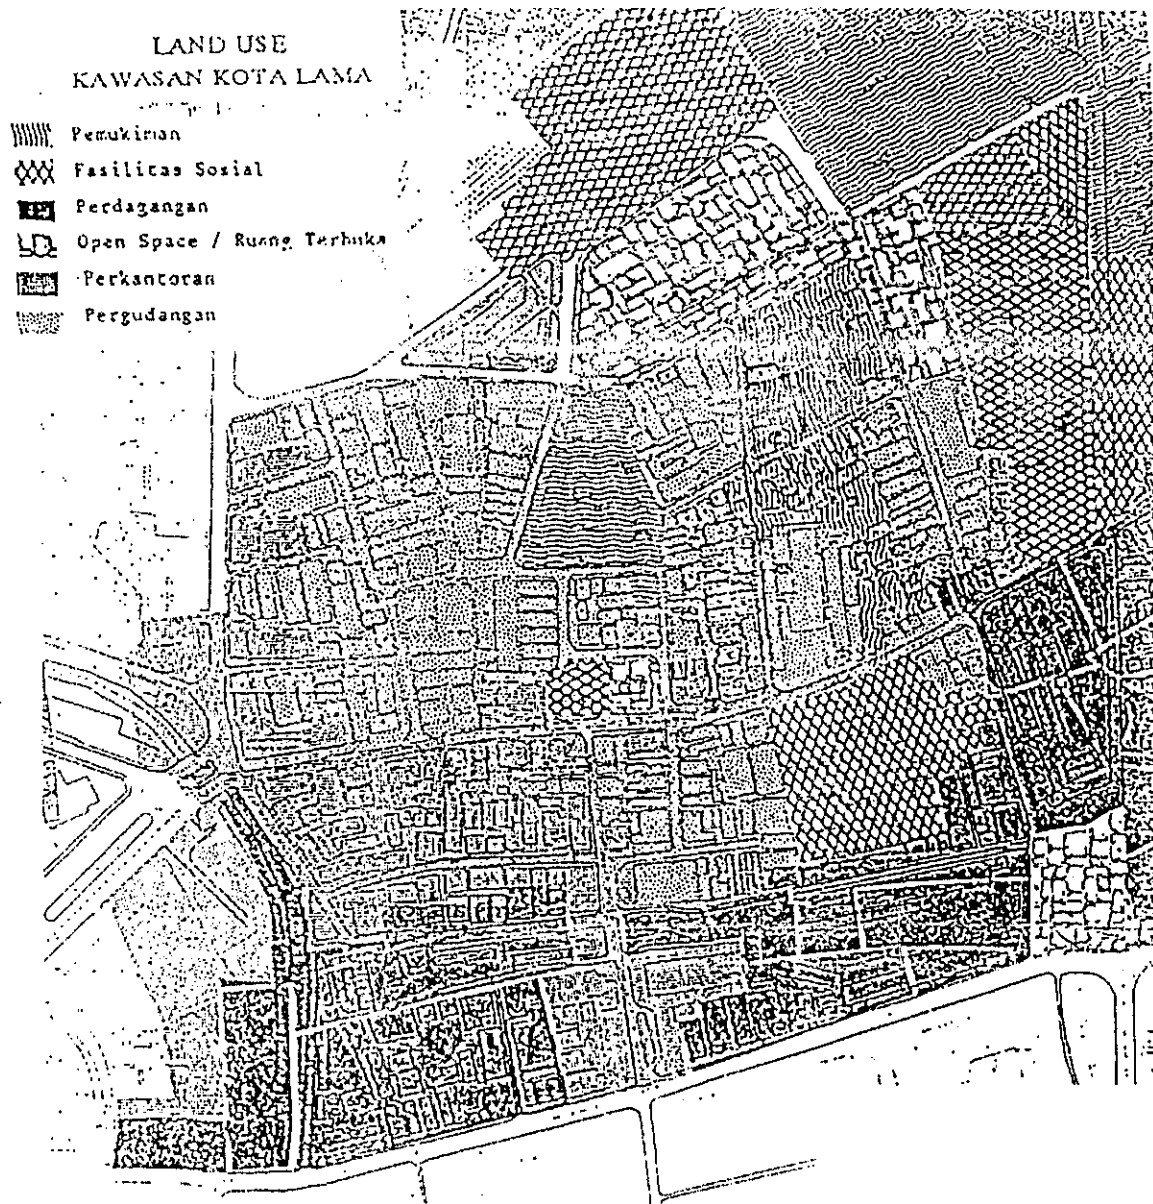 LAND USE
KAWASAN KOTA LAMA
Pemukiman
Fasilitas Sosial
Perdagangan
Open Space / Ruang Terbuka
Perkantoran
Pergudangan